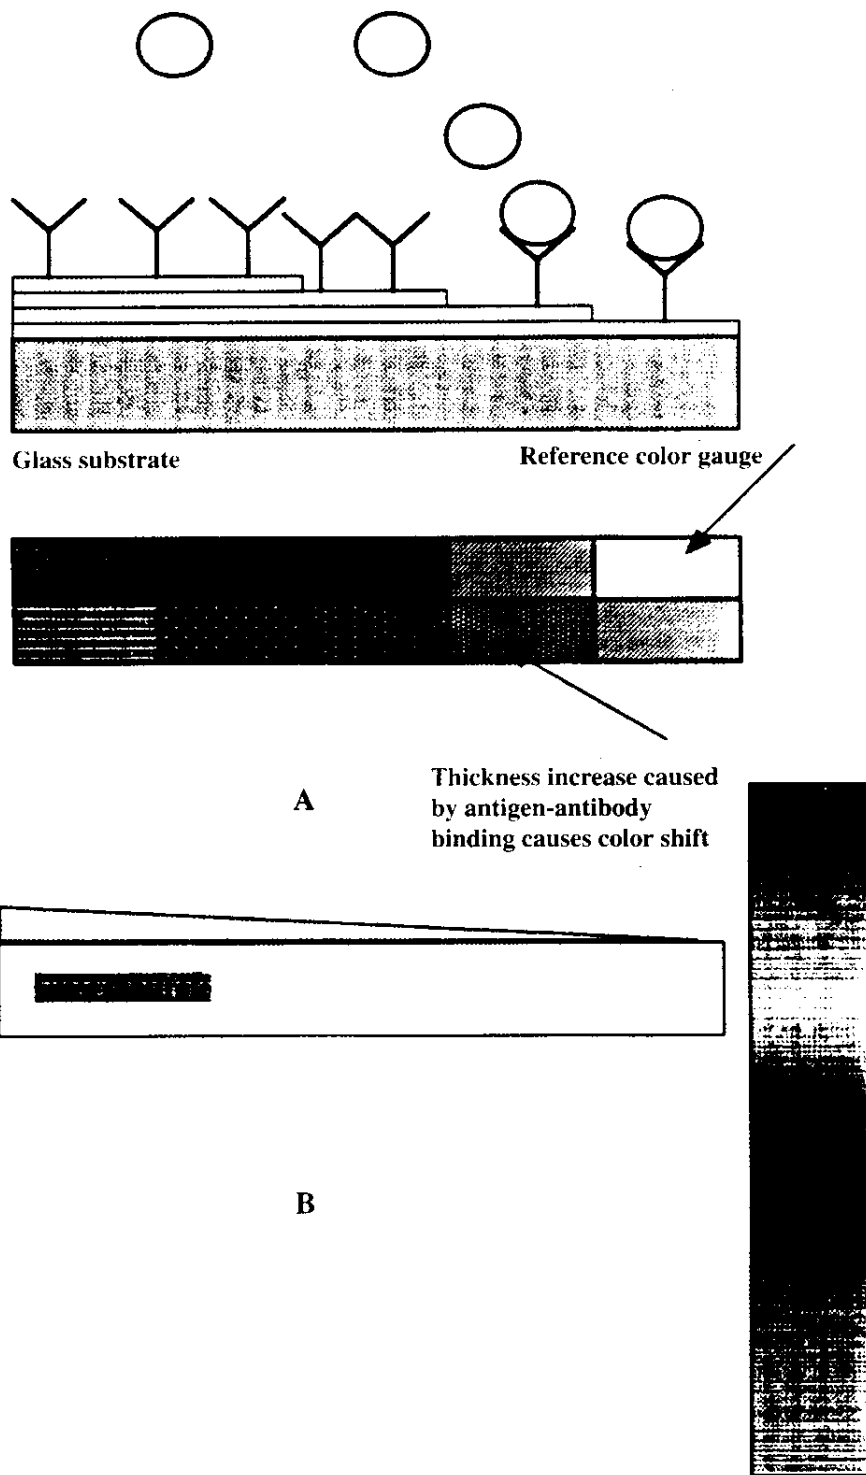 Glass substrate
Reference color gauge
Thickness increase caused
by antigen-antibody
binding causes color shift
A
B